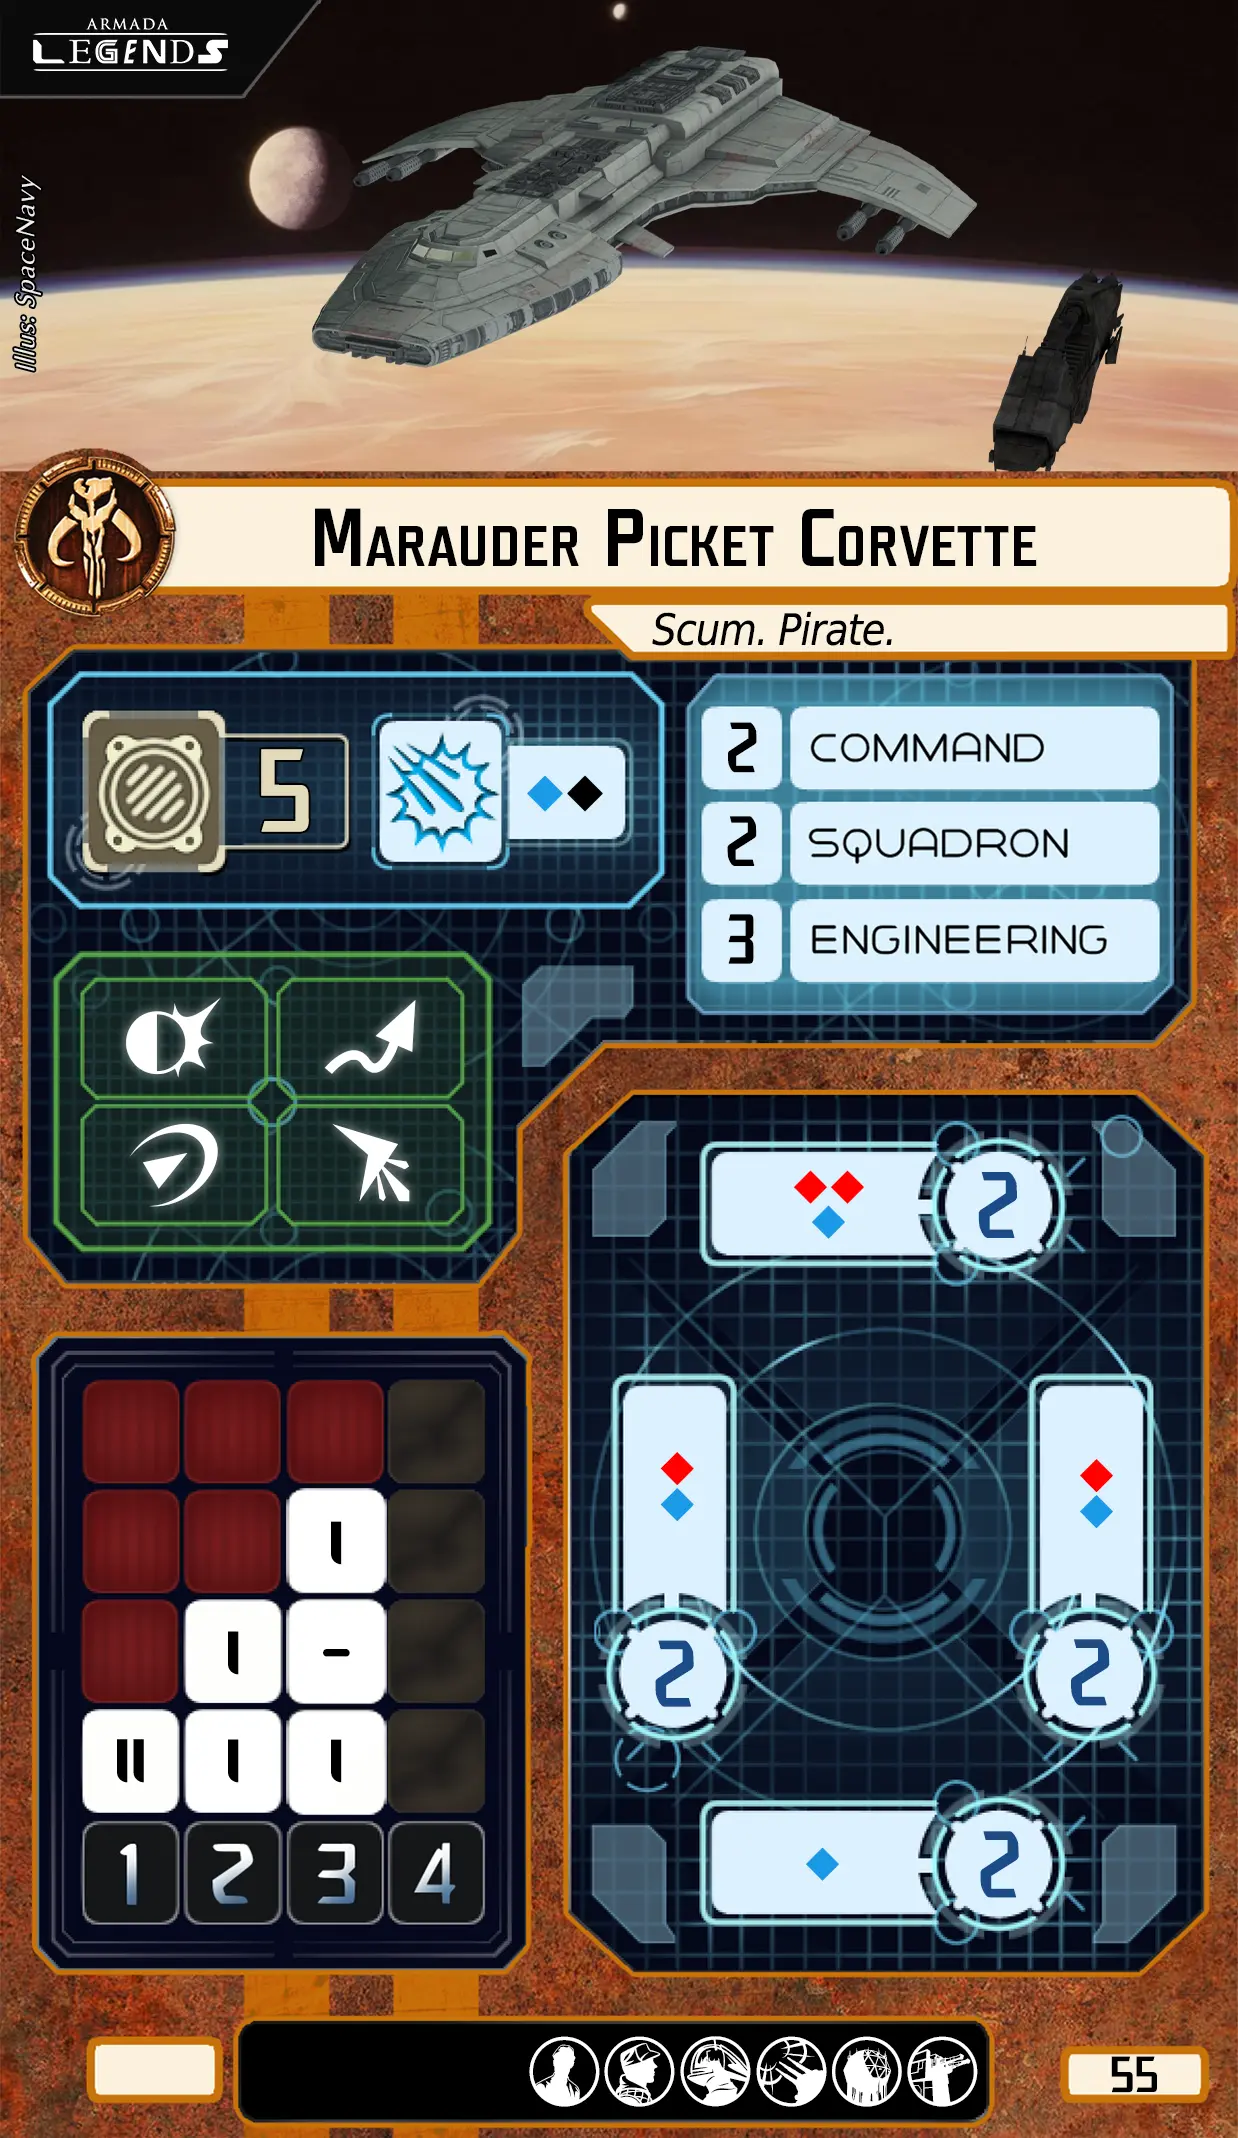 ARMADA
LEGENDS
Illus: SpaceNavy
MARAUDER PICKET CORVETTE
Scum. Pirate.
5
2 COMMAND
2 SQUADRON
3 ENGINEERING
2
I
I -
2 2
II I I
2
1 2 3 4
55